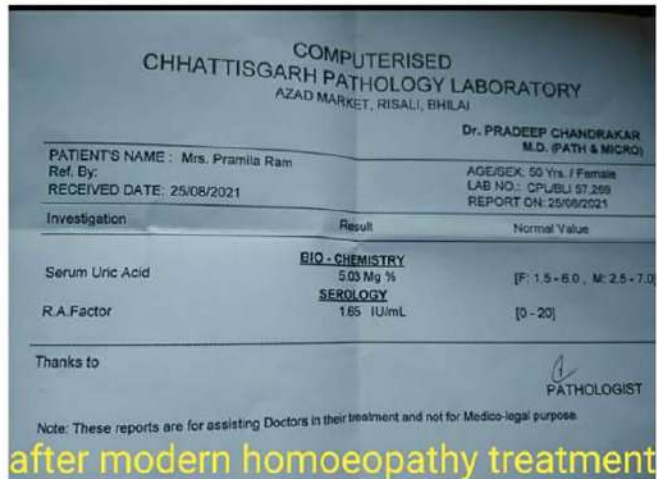 COMPUTERISED
CHHATTISGARH PATHOLOGY LABORATORY
AZAD MARKET, RISALI, BHILAI
Dr. PRADEEP CHANDRAKAR
M.D. (PATH & MICRO)
PATIENT'S NAME : Mrs. Pramila Ram
Ref. By:
RECEIVED DATE: 25/08/2021
AGE/SEX: 50 Yrs. / Female
LAB NO.: CPUBLI 57,269
REPORT ON: 25/08/2021
Investigation Result Normal Value
BIO - CHEMISTRY
Serum Uric Acid 5.03 Mg % [F: 1.5 - 6.0 , M: 2.5 - 7.0]
SEROLOGY
R.A.Factor 1.65 IU/mL [0 - 20]
Thanks to
PATHOLOGIST
Note: These reports are for assisting Doctors in their treatment and not for Medico-legal purpose.
after modern homoeopathy treatment